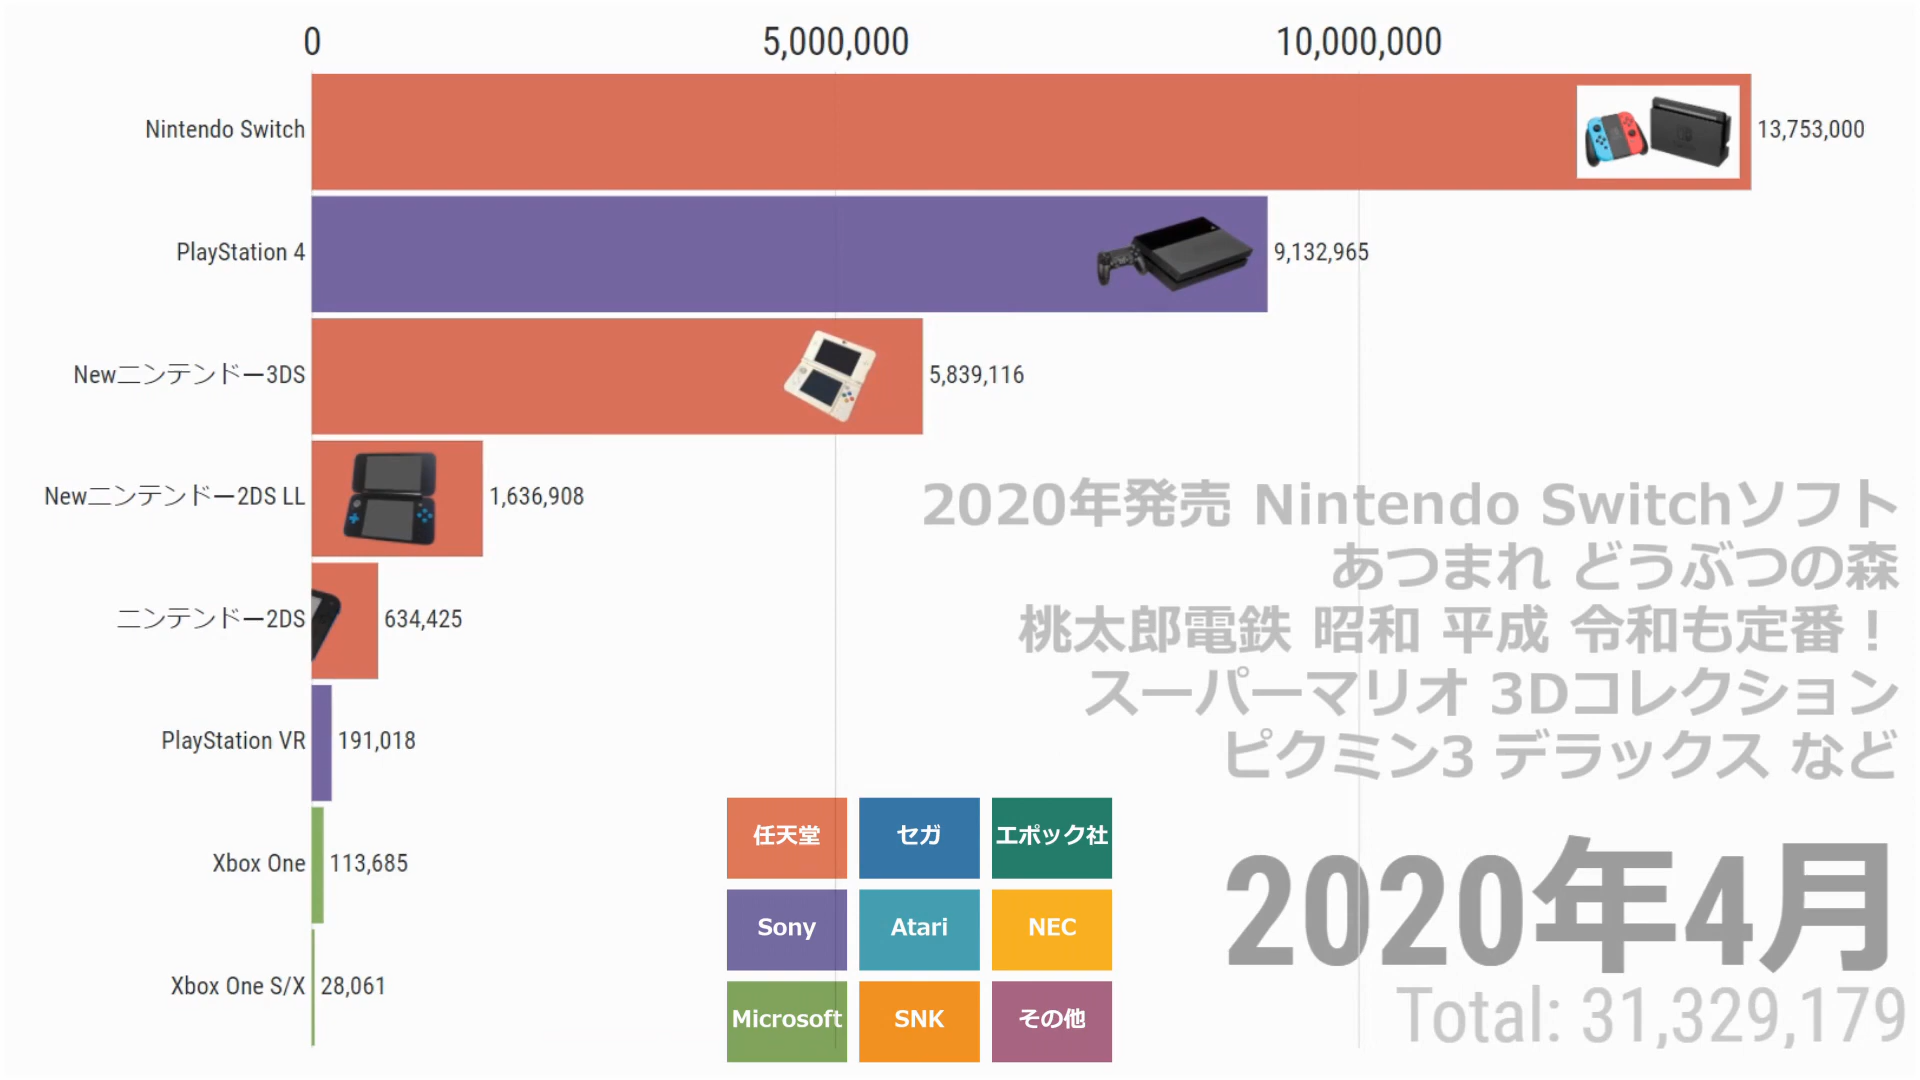 0 5,000,000 10,000,000
Nintendo Switch 13,753,000
PlayStation 4 9,132,965
Newニンテンドー3DS 5,839,116
Newニンテンドー2DS LL 1,636,908
ニンテンドー2DS 634,425
PlayStation VR 191,018
Xbox One 113,685
Xbox One S/X 28,061
2020年発売 Nintendo Switchソフト
あつまれ どうぶつの森
桃太郎電鉄 昭和 平成 令和も定番！
スーパーマリオ 3Dコレクション
ピクミン3 デラックス など
任天堂 セガ エポック社
Sony Atari NEC
Microsoft SNK その他
2020年4月
Total: 31,329,179